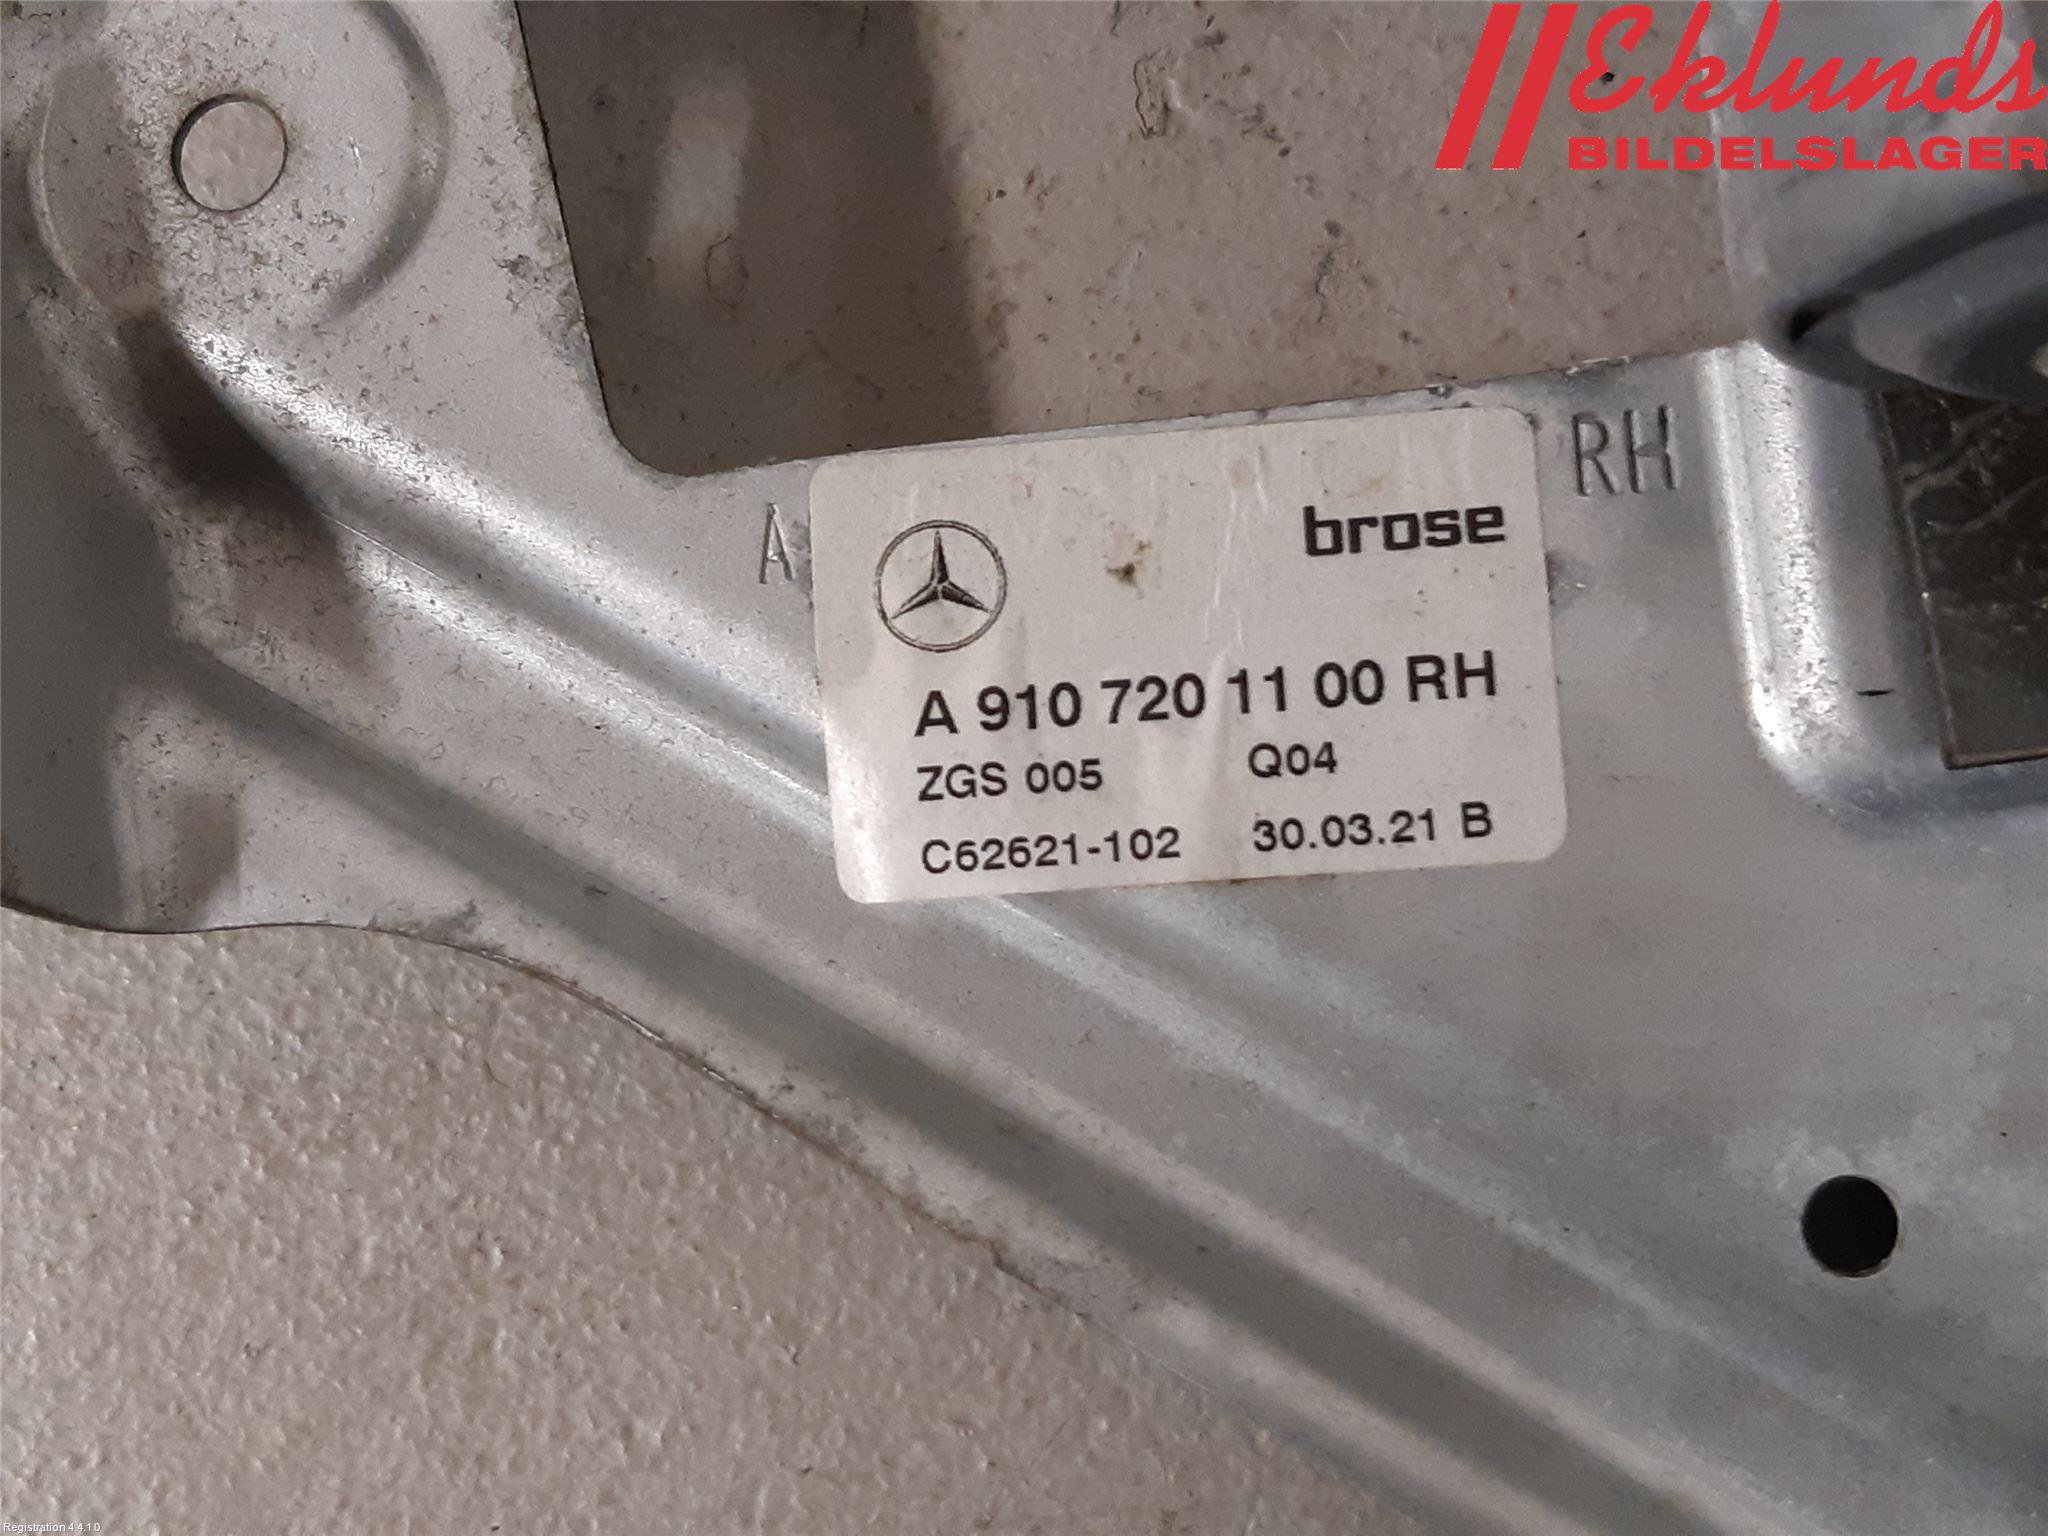 Eklunds
BILDELSLAGER
A
RH
brose
A 910 720 11 00 RH
ZGS 005 Q04
C62621-102 30.03.21 B
Registration 4.4.1.0